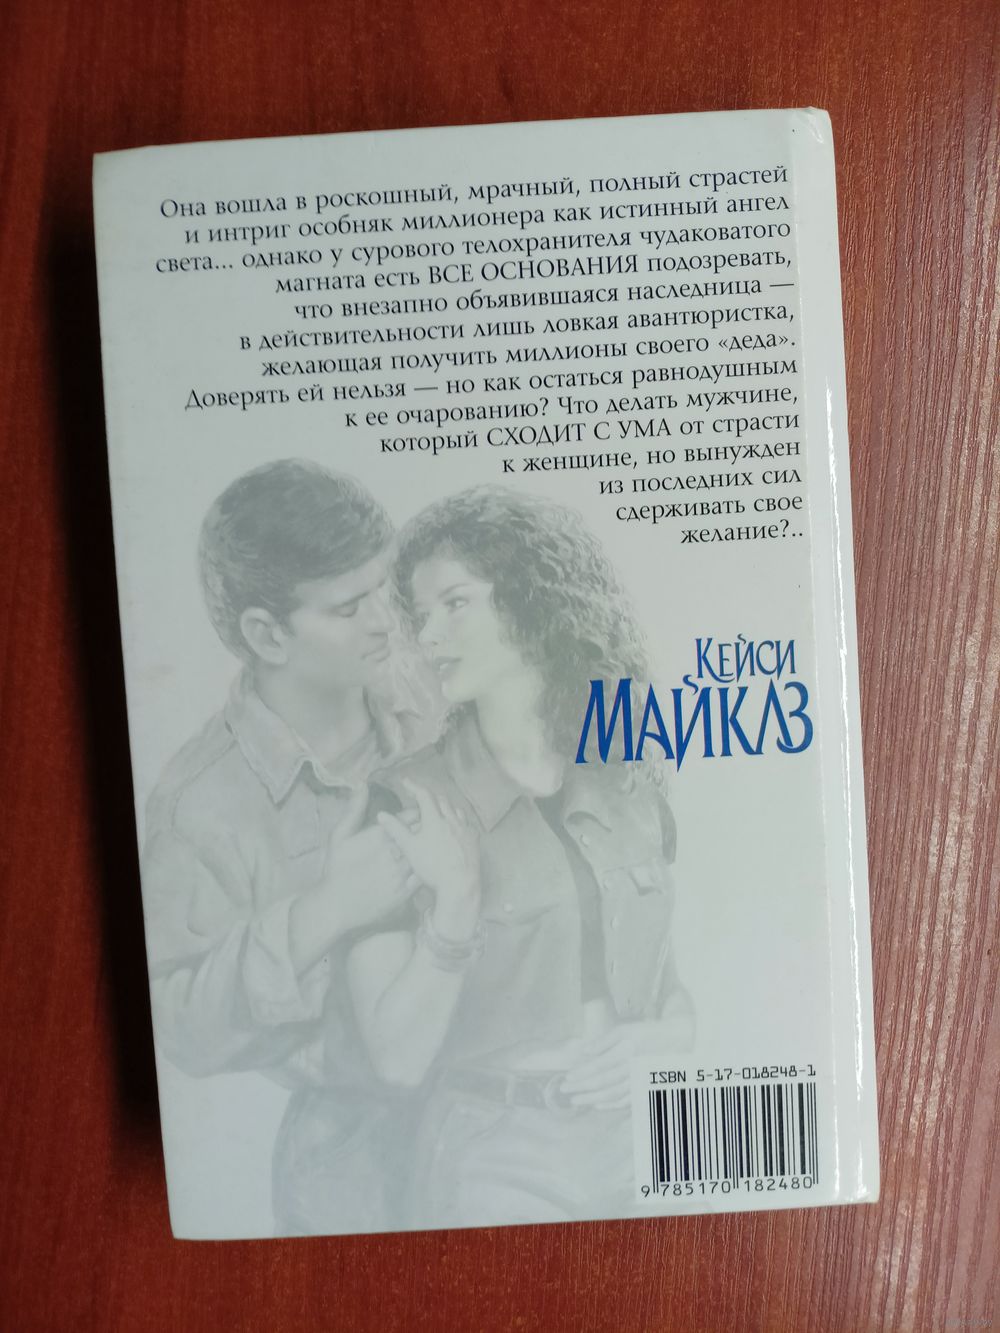 Она вошла в роскошный, мрачный, полный страстей
и интриг особняк миллионера как истинный ангел
света... однако у сурового телохранителя чудаковатого
магната есть ВСЕ ОСНОВАНИЯ подозревать,
что внезапно объявившаяся наследница —
в действительности лишь ловкая авантюристка,
желающая получить миллионы своего «деда».
Доверять ей нельзя — но как остаться равнодушным
к ее очарованию? Что делать мужчине,
который СХОДИТ С УМА от страсти
к женщине, но вынужден
из последних сил
сдерживать свое
желание?..
КЕЙСИ
МАЙКЛЗ
ISBN 5-17-018248-1
9 785170 182480